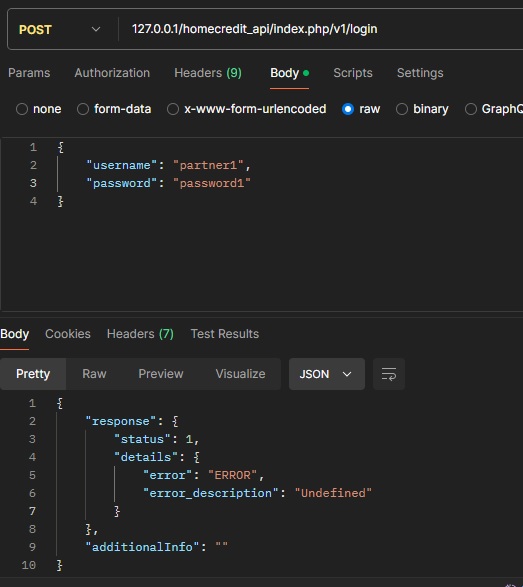 POST 127.0.0.1/homecredit_api/index.php/v1/login
Params Authorization Headers (9) Body Scripts Settings
none form-data x-www-form-urlencoded raw binary GraphQ
1 {
2 "username": "partner1",
3 "password": "password1"
4 }
Body Cookies Headers (7) Test Results
Pretty Raw Preview Visualize JSON
1 {
2 "response": {
3 "status": 1,
4 "details": {
5 "error": "ERROR",
6 "error_description": "Undefined"
7 }
8 },
9 "additionalInfo": ""
10 }